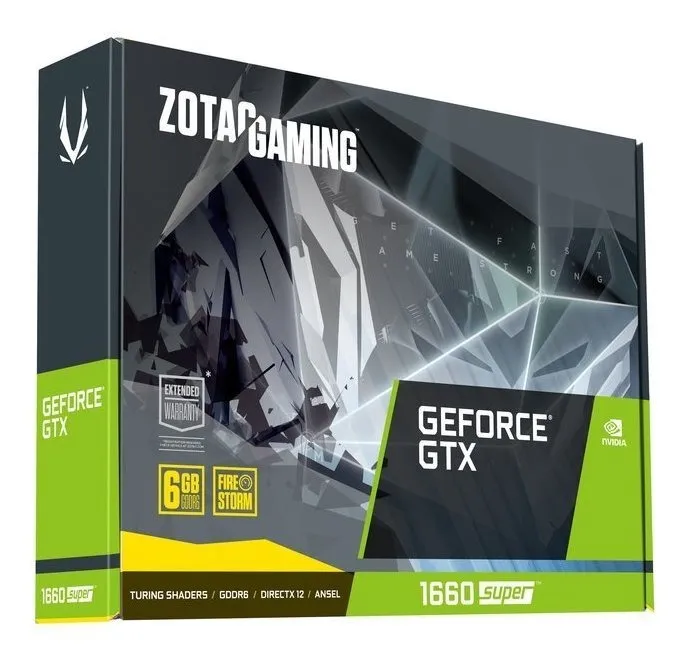 ZOTAC GAMING
GET FAST
GAME STRONG
EXTENDED
WARRANTY
*
6GB
GDDR6
FIRE
STORM
GEFORCE®
GTX
NVIDIA
GEFORCE
GTX
1660 SUPER
TURING SHADERS / GDDR6 / DIRECTX 12 / ANSEL
1660 SUPER™